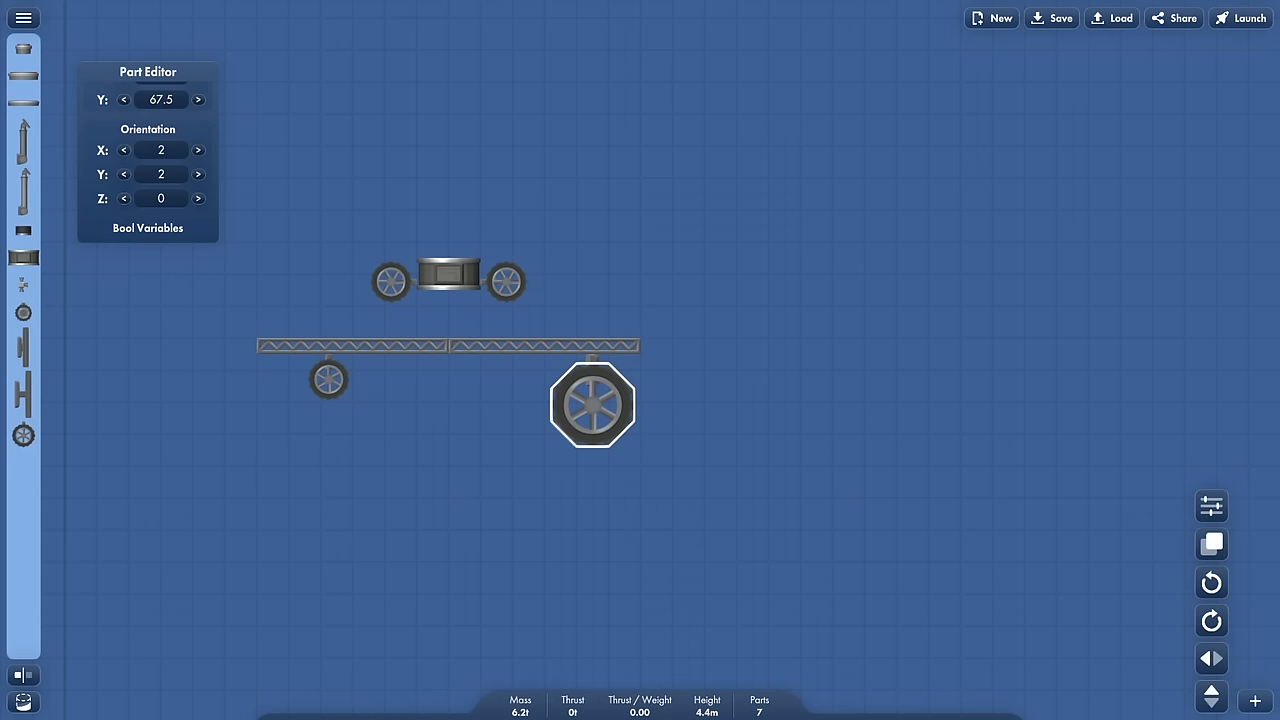 New
Save
Load
Share
Launch
Part Editor
Y: < 67.5 >
Orientation
X: < 2 >
Y: < 2 >
Z: < 0 >
Bool Variables
Mass
6.2t
Thrust
0t
Thrust / Weight
0.00
Height
4.4m
Parts
7